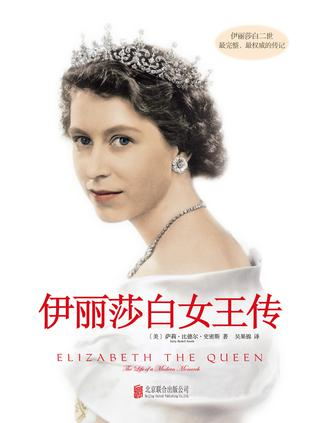 伊丽莎白二世
最完整、最权威的传记
伊丽莎白女王传
〔美〕萨莉·比德尔·史密斯 著 吴果锦 译
Sally Bedell Smith
ELIZABETH THE QUEEN
The Life of a Modern Monarch
北京联合出版公司
Beijing United Publishing Co.,Ltd.